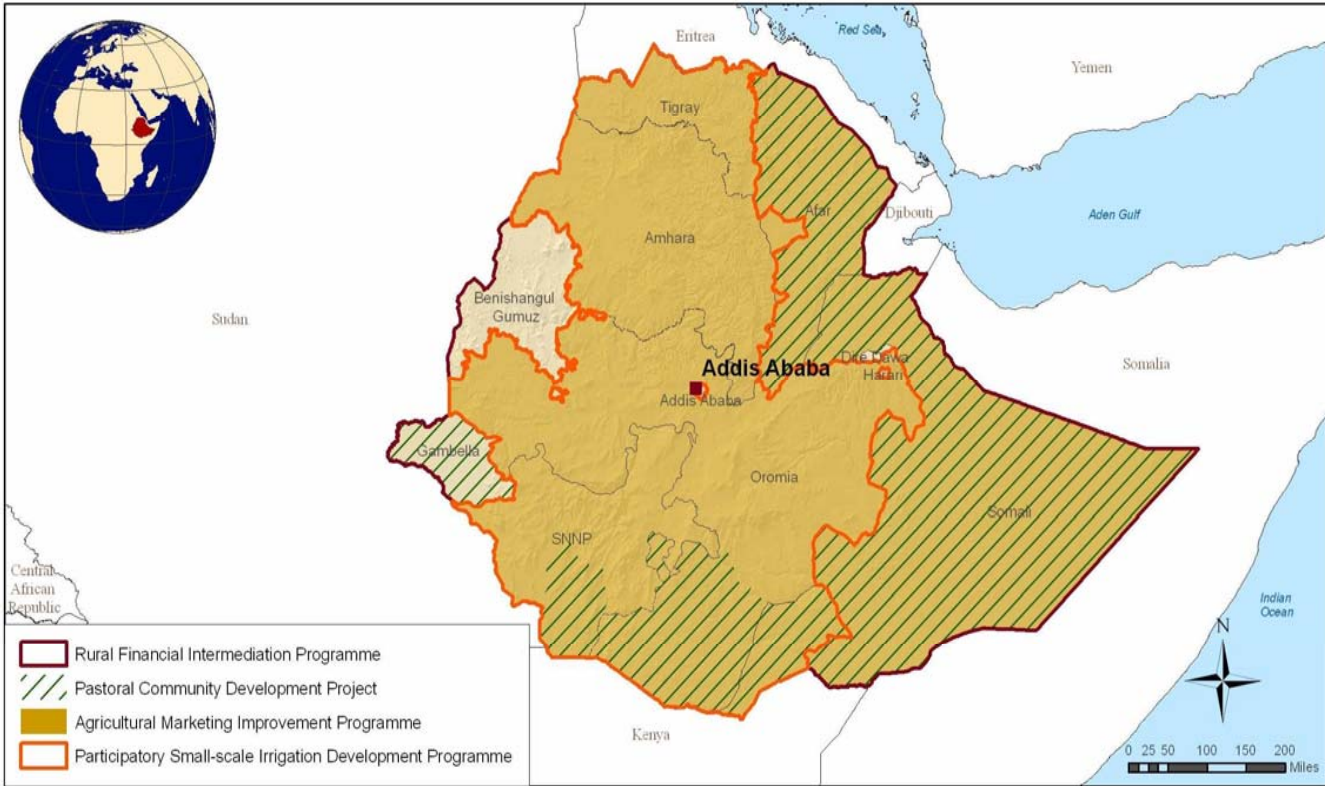 Eritrea
Red Sea
Yemen
Tigray
Afar
Djibouti
Aden Gulf
Amhara
Benishangul
Gumuz
Sudan
Dire Dawa
Harari
Somalia
Addis Ababa
Addis Ababa
Gambella
Oromia
Somali
SNNP
Central
African
Republic
Indian
Ocean
Kenya
Rural Financial Intermediation Programme
Pastoral Community Development Project
Agricultural Marketing Improvement Programme
Participatory Small-scale Irrigation Development Programme
N
0 25 50 100 150 200
Miles